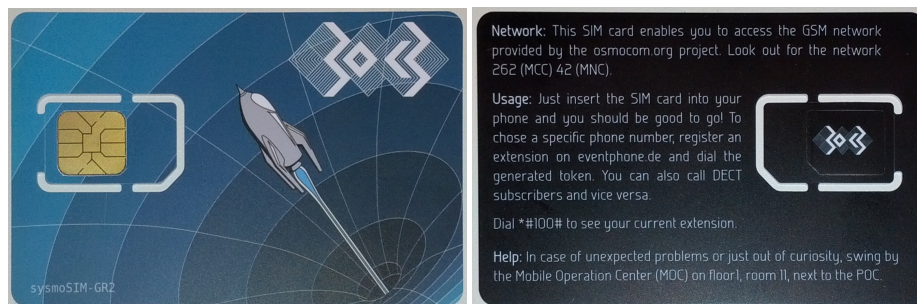 30C3
sysmoSIM-GR2
Network: This SIM card enables you to access the GSM network
provided by the osmocom.org project. Look out for the network
262 (MCC) 42 (MNC).
Usage: Just insert the SIM card into your
phone and you should be good to go! To
chose a specific phone number, register an
extension on eventphone.de and dial the
generated token. You can also call DECT
subscribers and vice versa.
Dial *#100# to see your current extension.
Help: In case of unexpected problems or just out of curiosity, swing by
the Mobile Operation Center (MOC) on floor1, room 11, next to the POC.